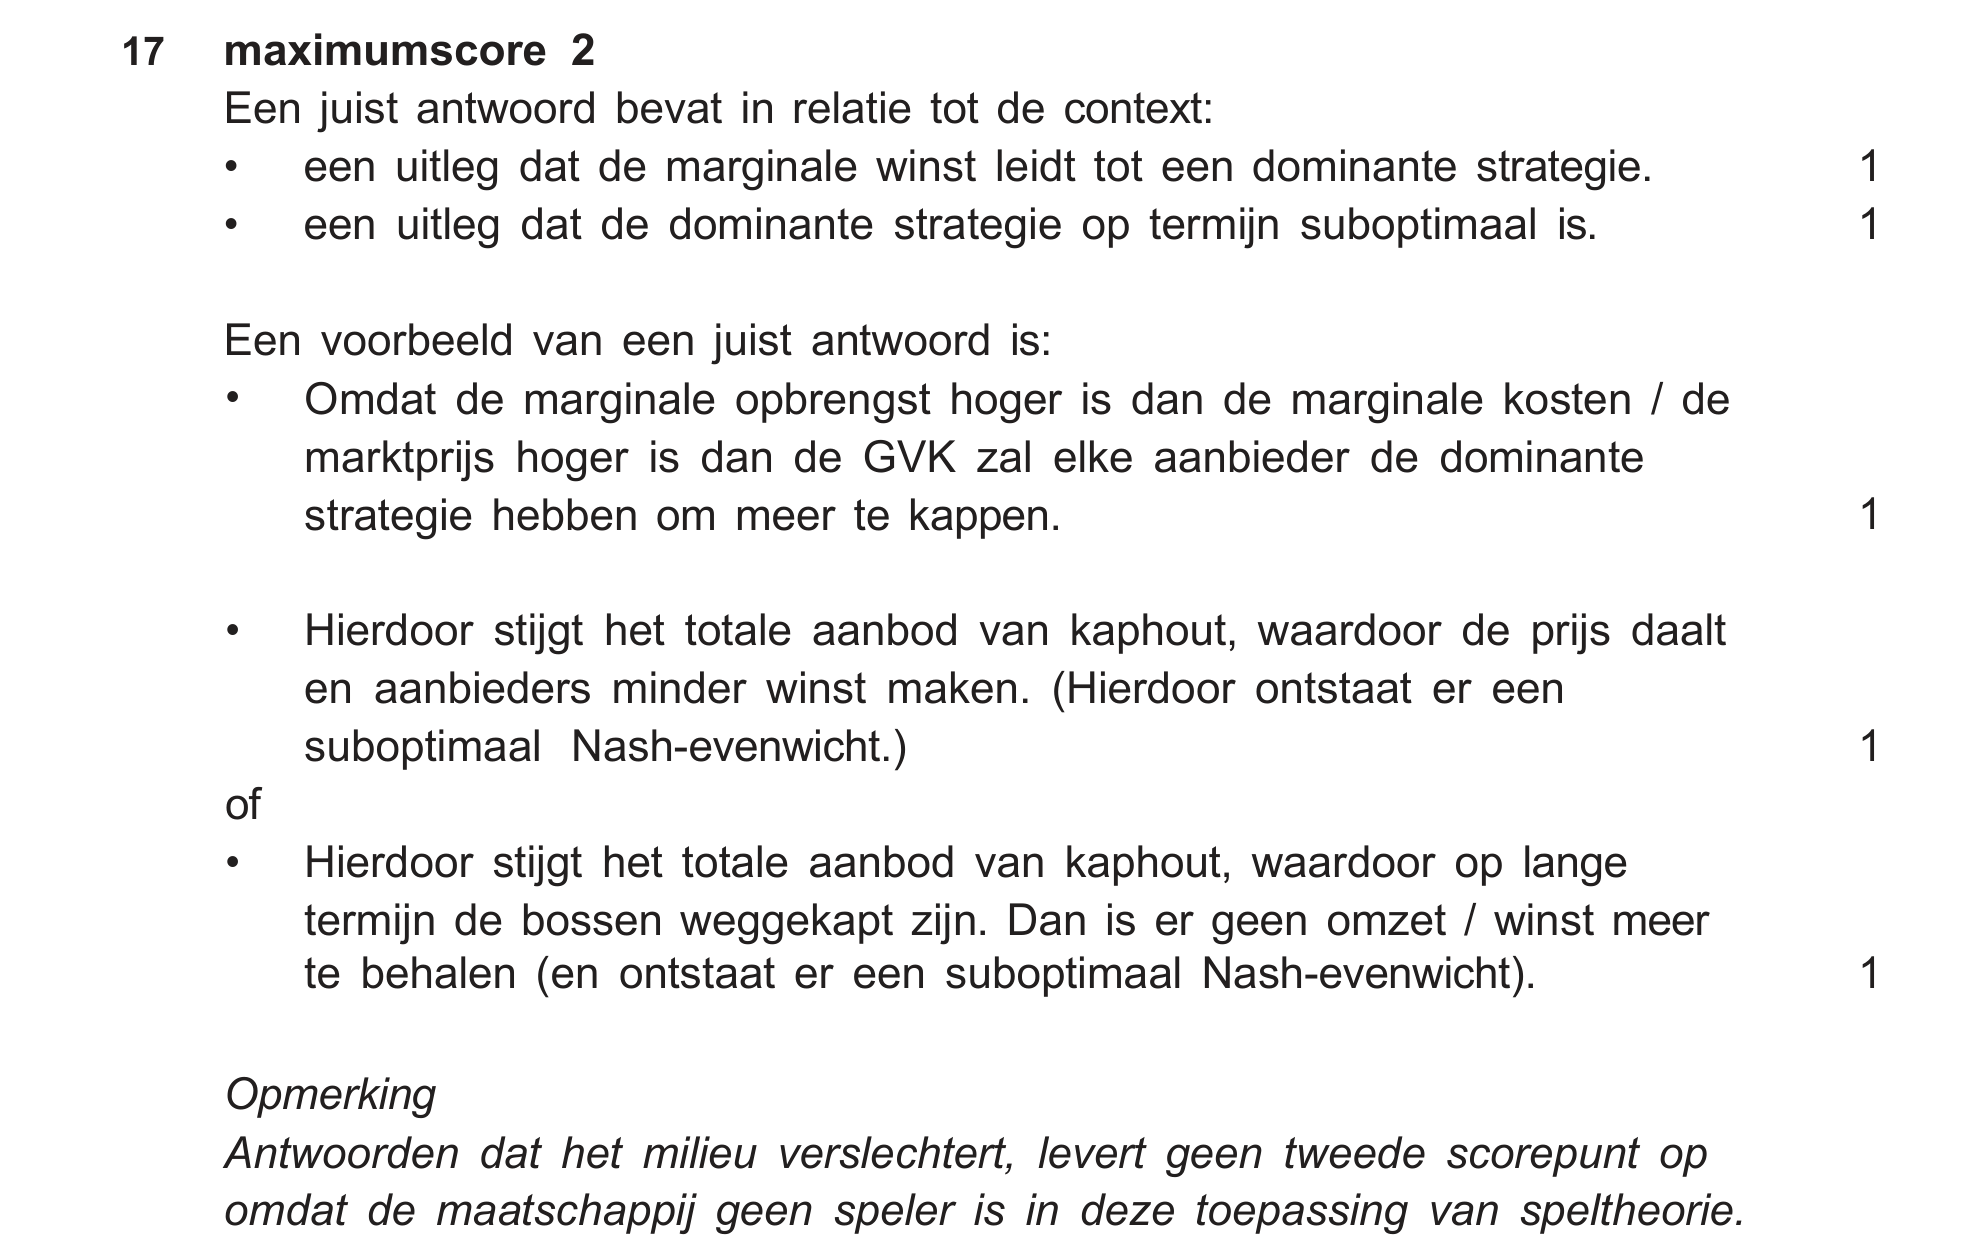 17 maximumscore 2
Een juist antwoord bevat in relatie tot de context:
• een uitleg dat de marginale winst leidt tot een dominante strategie. 1
• een uitleg dat de dominante strategie op termijn suboptimaal is. 1
Een voorbeeld van een juist antwoord is:
• Omdat de marginale opbrengst hoger is dan de marginale kosten / de
marktprijs hoger is dan de GVK zal elke aanbieder de dominante
strategie hebben om meer te kappen. 1
• Hierdoor stijgt het totale aanbod van kaphout, waardoor de prijs daalt
en aanbieders minder winst maken. (Hierdoor ontstaat er een
suboptimaal Nash-evenwicht.) 1
of
• Hierdoor stijgt het totale aanbod van kaphout, waardoor op lange
termijn de bossen weggekapt zijn. Dan is er geen omzet / winst meer
te behalen (en ontstaat er een suboptimaal Nash-evenwicht). 1
Opmerking
Antwoorden dat het milieu verslechtert, levert geen tweede scorepunt op
omdat de maatschappij geen speler is in deze toepassing van speltheorie.